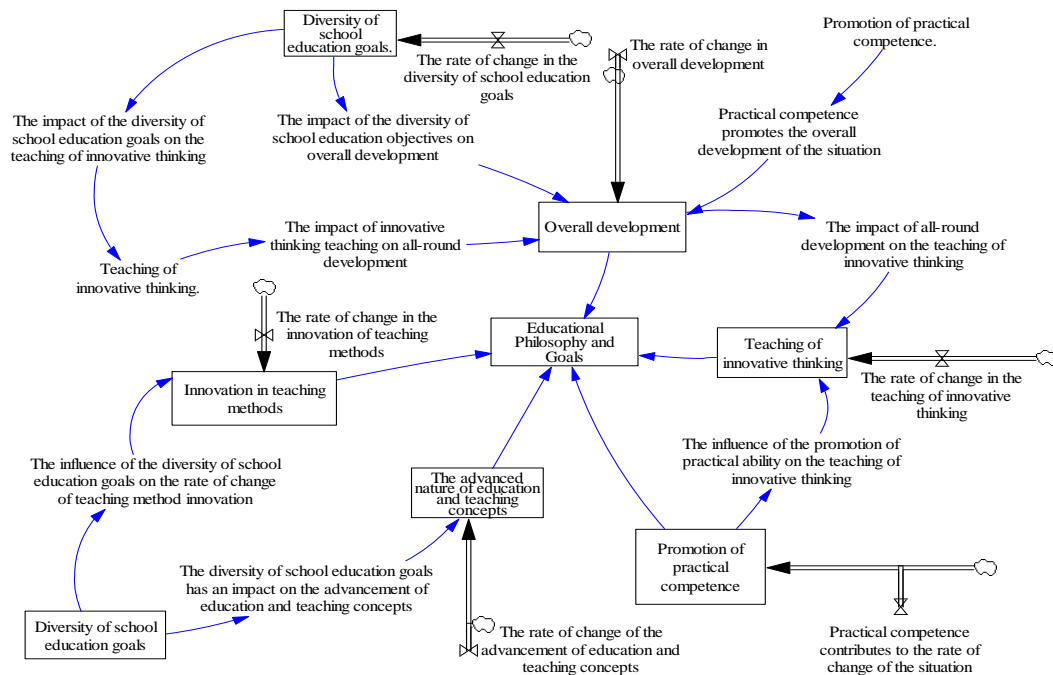 Diversity of
school
education goals.
The rate of change in the
diversity of school education
goals
The rate of change in
overall development
Promotion of practical
competence.
The impact of the diversity of
school education goals on the
teaching of innovative thinking
The impact of the diversity of
school education objectives on
overall development
Practical competence
promotes the overall
development of the situation
The impact of innovative
thinking teaching on all-round
development
Overall development
The impact of all-round
development on the teaching of
innovative thinking
Teaching of
innovative thinking.
The rate of change in the
innovation of teaching
methods
Educational
Philosophy and
Goals
Teaching of
innovative thinking
Innovation in teaching
methods
The rate of change in the
teaching of innovative
thinking
The influence of the diversity of school
education goals on the rate of change
of teaching method innovation
The advanced
nature of education
and teaching
concepts
The influence of the promotion of
practical ability on the teaching of
innovative thinking
Promotion of
practical
competence
The diversity of school education goals
has an impact on the advancement of
education and teaching concepts
Diversity of school
education goals
The rate of change of the
advancement of education and
teaching concepts
Practical competence
contributes to the rate of
change of the situation